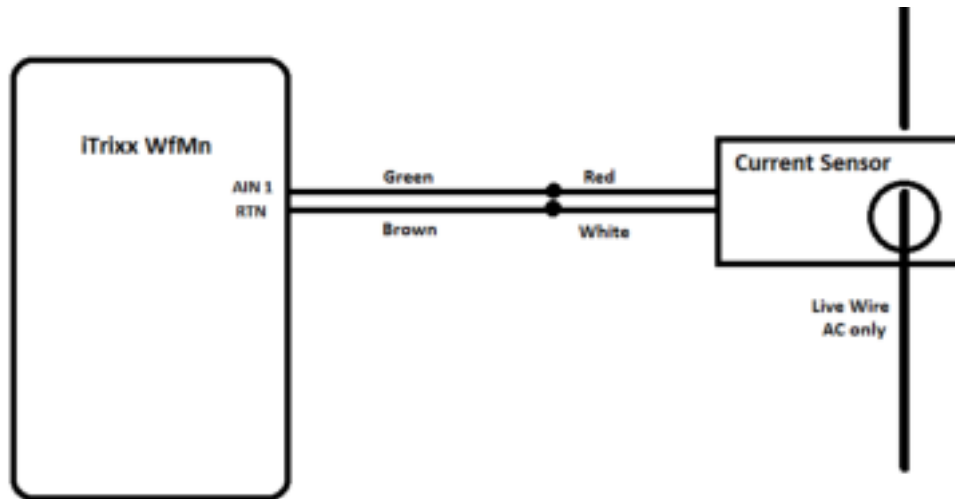 iTrixx WfMn
AIN 1
RTN
Green
Red
Brown
White
Current Sensor
Live Wire
AC only